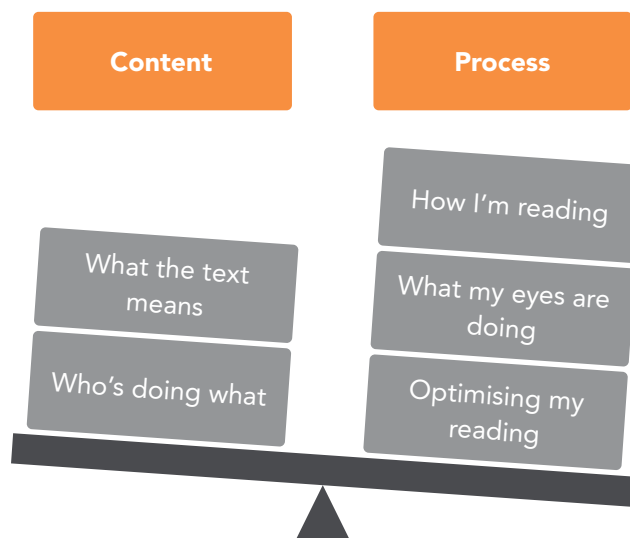 Content
Process
How I'm reading
What the text
means
What my eyes are
doing
Who's doing what
Optimising my
reading